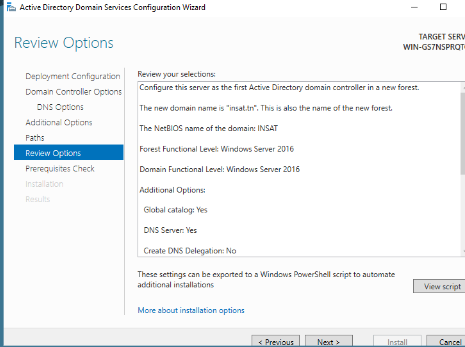 Active Directory Domain Services Configuration Wizard
Review Options
TARGET SERV
WIN-GS7NSPRQT
Deployment Configuration
Domain Controller Options
DNS Options
Additional Options
Paths
Review Options
Prerequisites Check
Installation
Results
Review your selections:
Configure this server as the first Active Directory domain controller in a new forest.
The new domain name is "insat.tn". This is also the name of the new forest.
The NetBIOS name of the domain: INSAT
Forest Functional Level: Windows Server 2016
Domain Functional Level: Windows Server 2016
Additional Options:
Global catalog: Yes
DNS Server: Yes
Create DNS Delegation: No
These settings can be exported to a Windows PowerShell script to automate
additional installations
View script
More about installation options
< Previous
Next >
Install
Cancel